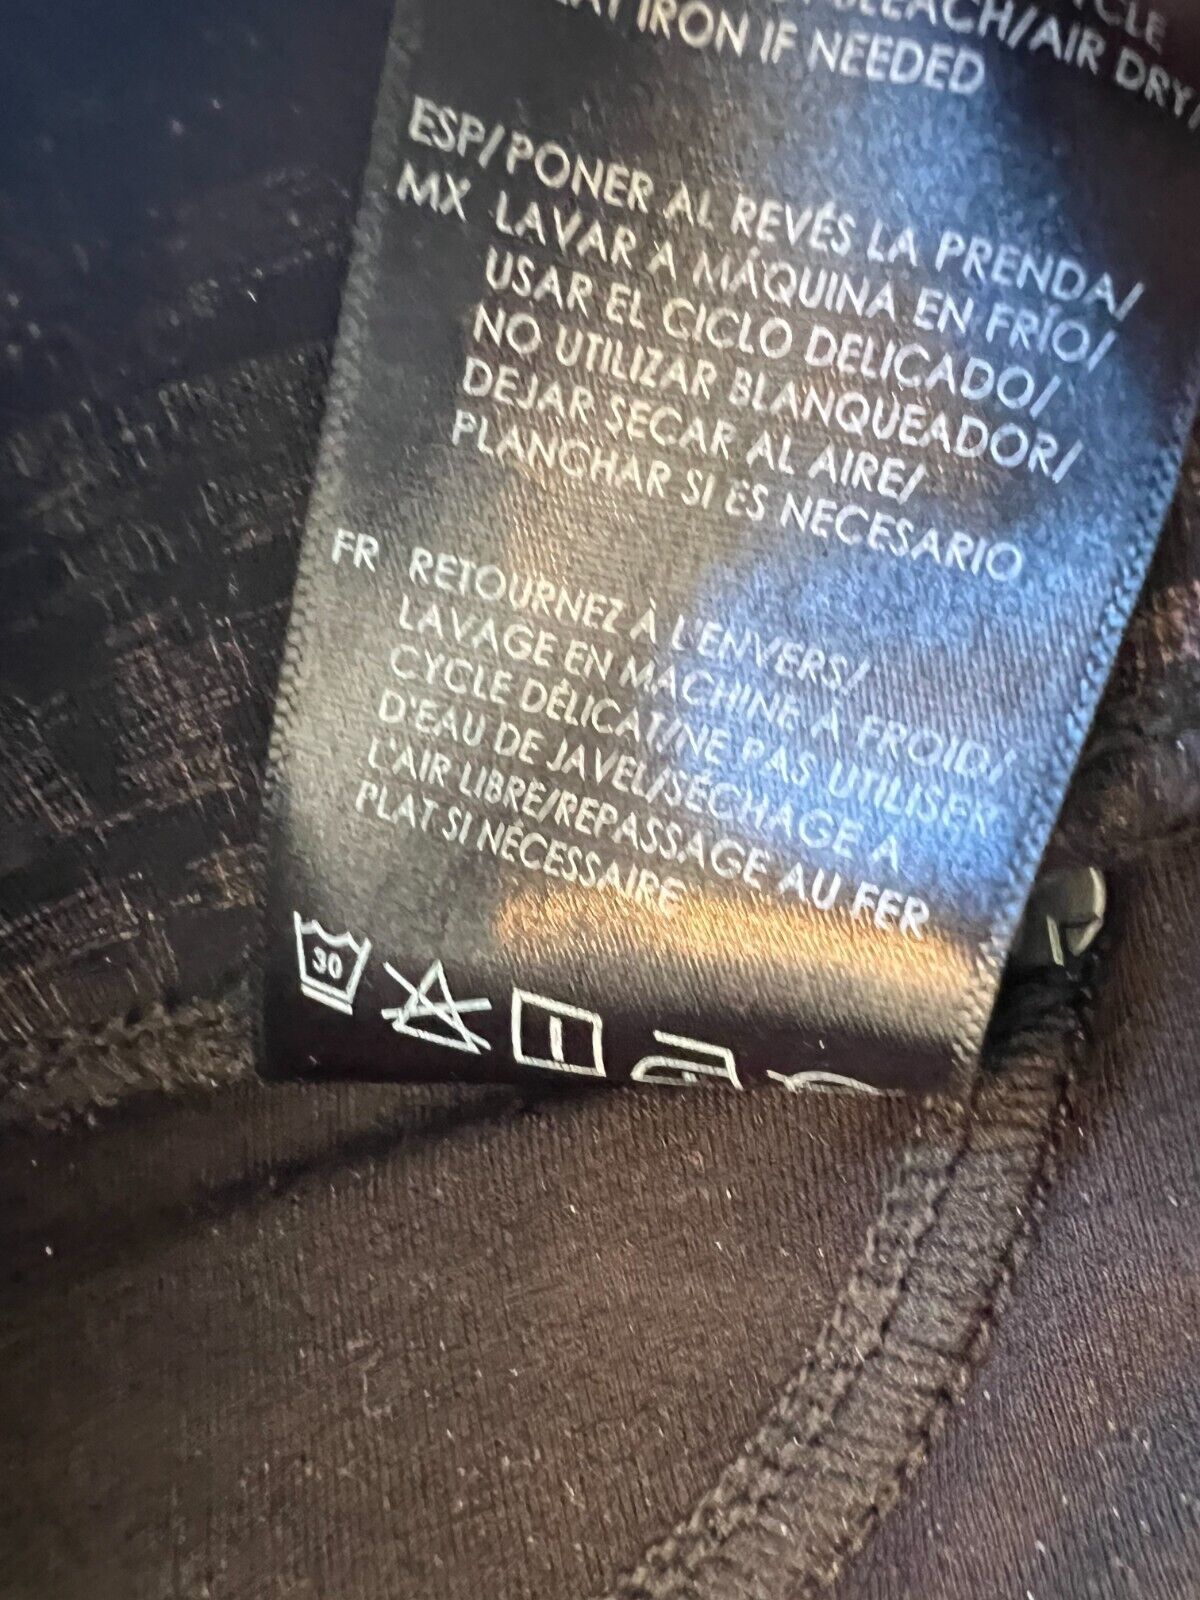 CYCLE
BLEACH/AIR DRY/
IRON IF NEEDED
ESP/ PONER AL REVÉS LA PRENDA/
MX LAVAR A MÁQUINA EN FRÍO/
USAR EL CICLO DELICADO/
NO UTILIZAR BLANQUEADOR/
DEJAR SECAR AL AIRE/
PLANCHAR SI ES NECESARIO
FR RETOURNEZ À L'ENVERS/
LAVAGE EN MACHINE À FROID/
CYCLE DÉLICAT/NE PAS UTILISER
D'EAU DE JAVEL/SÉCHAGE A
L'AIR LIBRE/REPASSAGE AU FER
PLAT SI NÉCESSAIRE
30